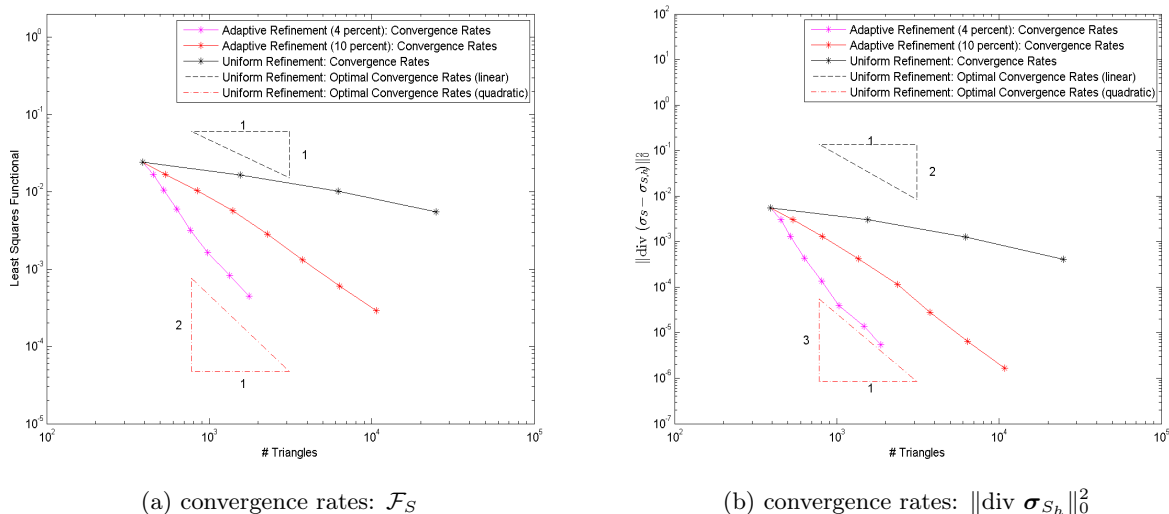 10^0
10^-1
10^-2
10^-3
10^-4
10^-5
10^2
10^3
10^4
10^5
Least Squares Functional
# Triangles
Adaptive Refinement (4 percent): Convergence Rates
Adaptive Refinement (10 percent): Convergence Rates
Uniform Refinement: Convergence Rates
Uniform Refinement: Optimal Convergence Rates (linear)
Uniform Refinement: Optimal Convergence Rates (quadratic)
1
1
2
1
(a) convergence rates: 𝓕_S
10^2
10^1
10^0
10^-1
10^-2
10^-3
10^-4
10^-5
10^-6
10^-7
10^2
10^3
10^4
10^5
‖div (σ_S − σ_{S,h})‖_0^2
# Triangles
Adaptive Refinement (4 percent): Convergence Rates
Adaptive Refinement (10 percent): Convergence Rates
Uniform Refinement: Convergence Rates
Uniform Refinement: Optimal Convergence Rates (linear)
Uniform Refinement: Optimal Convergence Rates (quadratic)
1
2
3
1
(b) convergence rates: ‖div σ_{S_h}‖_0^2